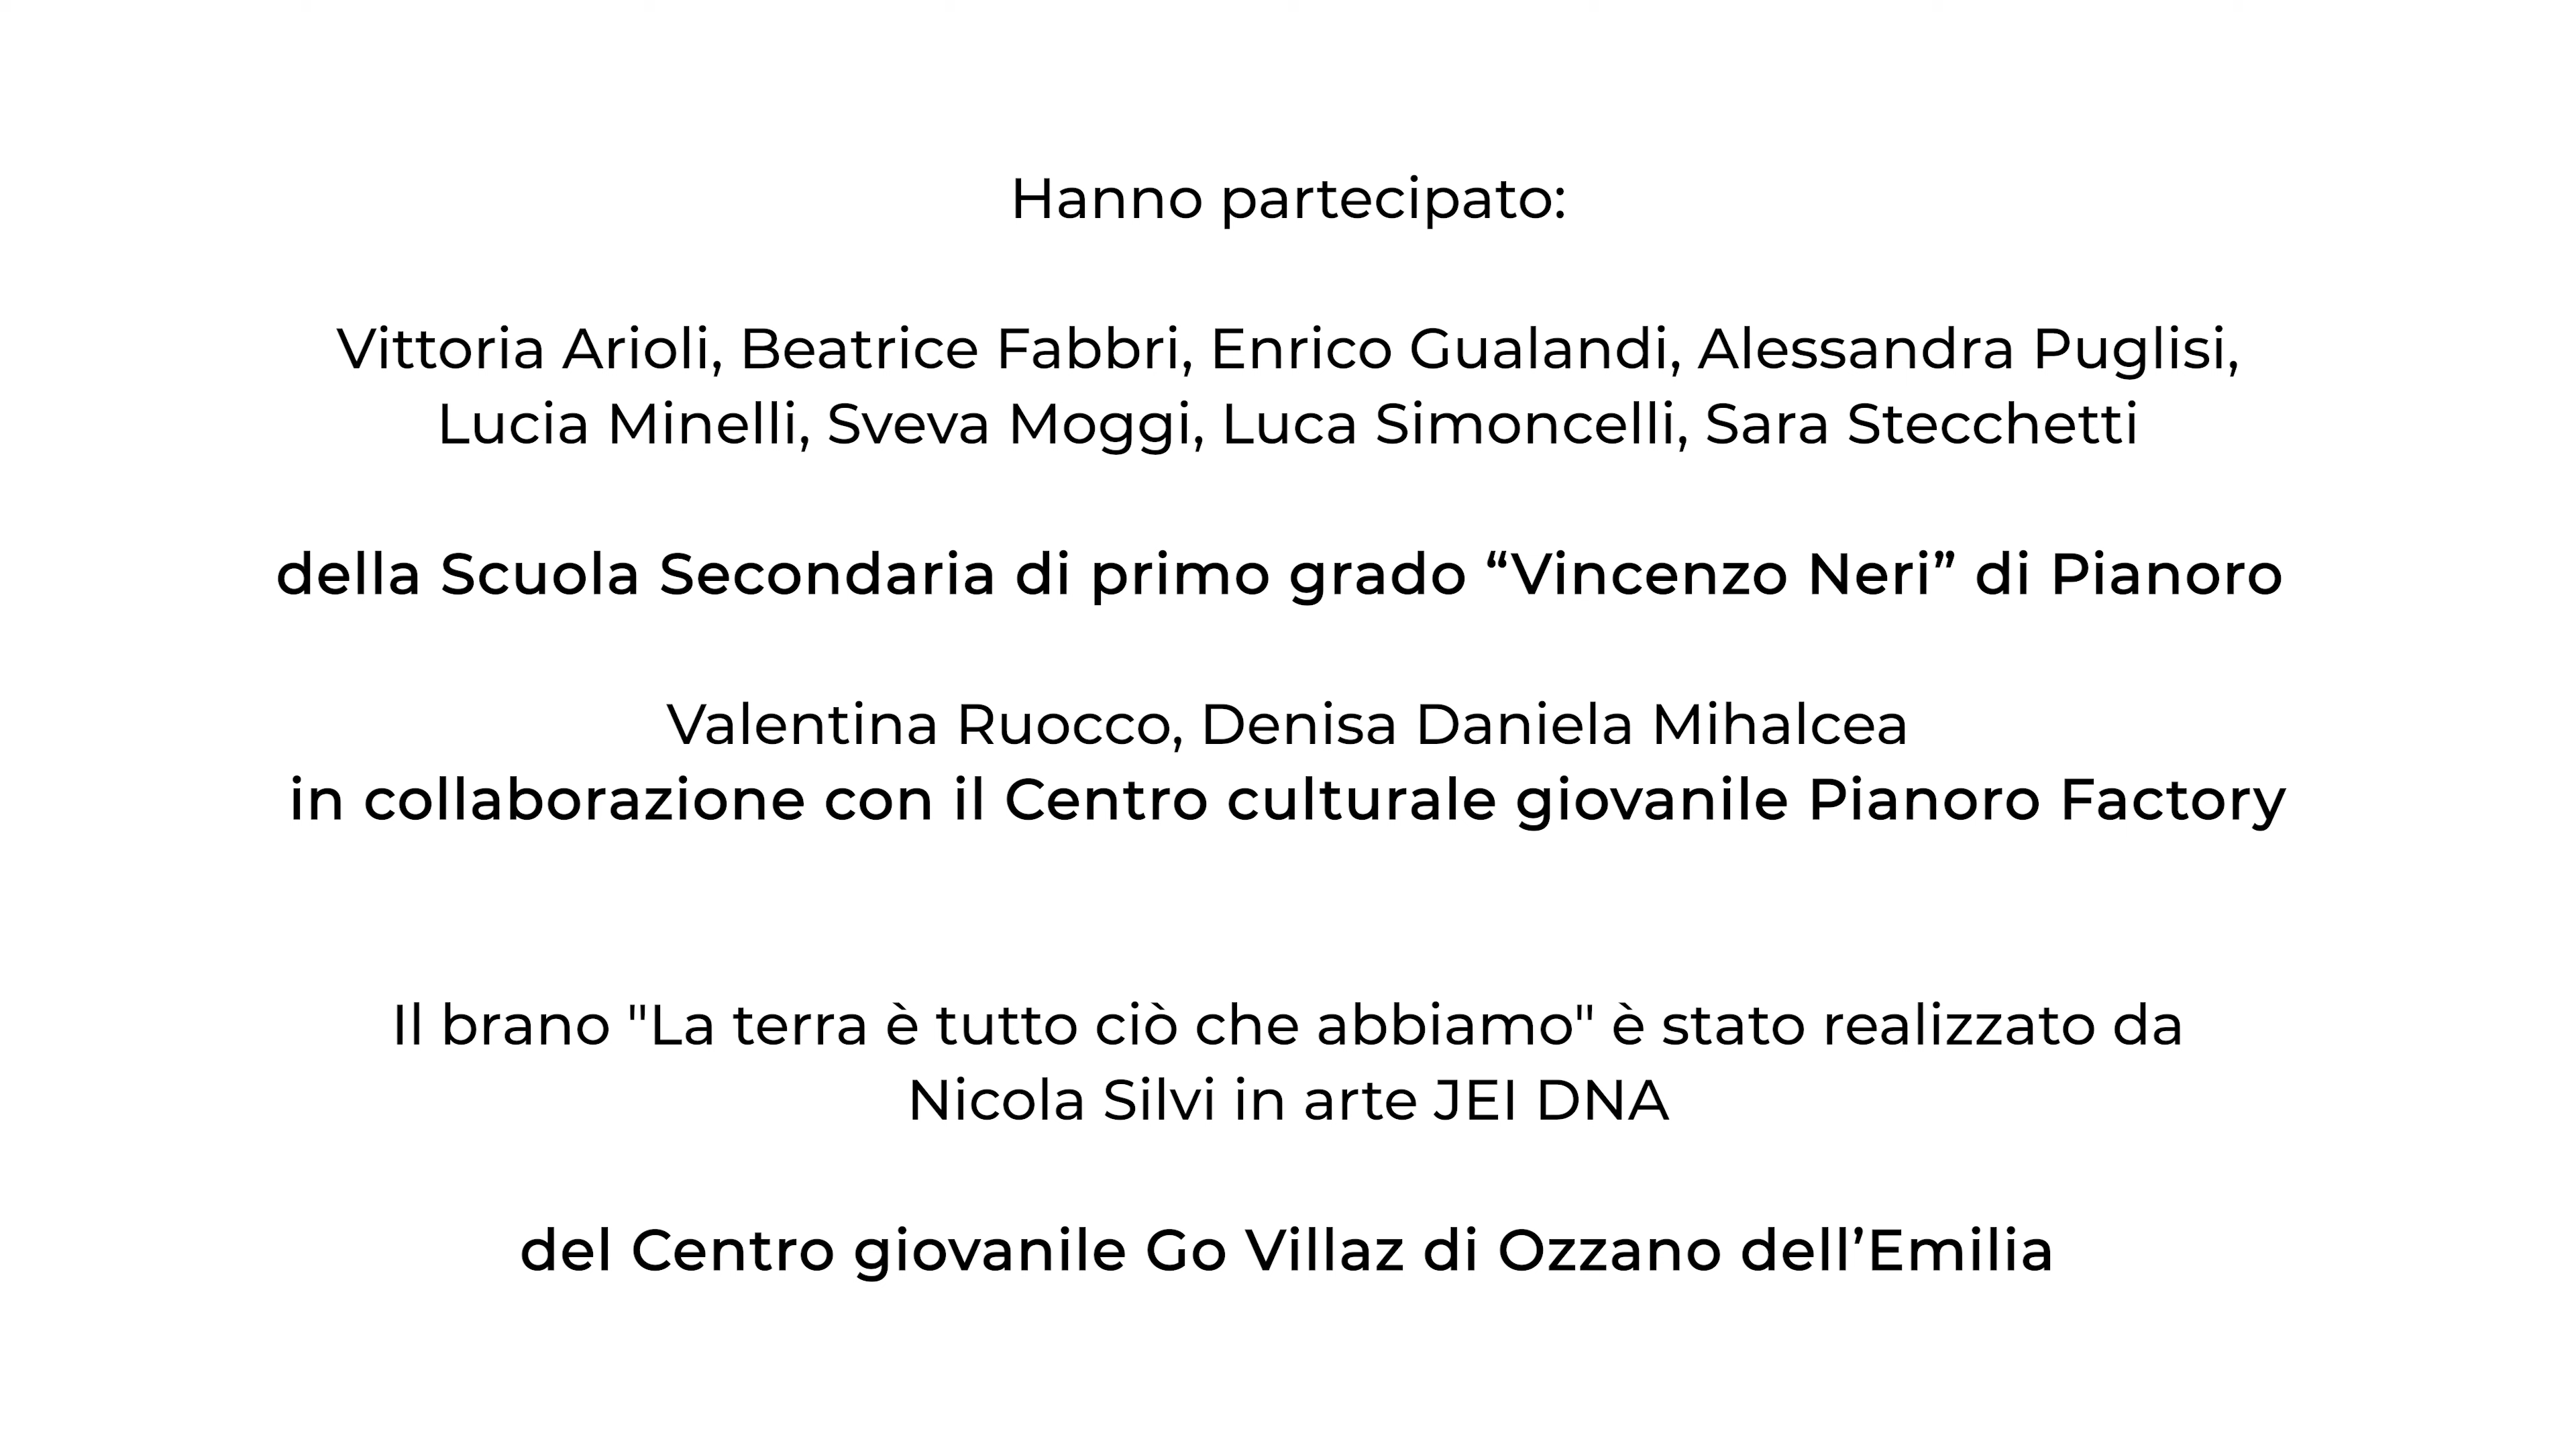 Hanno partecipato:
Vittoria Arioli, Beatrice Fabbri, Enrico Gualandi, Alessandra Puglisi,
Lucia Minelli, Sveva Moggi, Luca Simoncelli, Sara Stecchetti
della Scuola Secondaria di primo grado “Vincenzo Neri” di Pianoro
Valentina Ruocco, Denisa Daniela Mihalcea
in collaborazione con il Centro culturale giovanile Pianoro Factory
Il brano "La terra è tutto ciò che abbiamo" è stato realizzato da
Nicola Silvi in arte JEI DNA
del Centro giovanile Go Villaz di Ozzano dell’Emilia